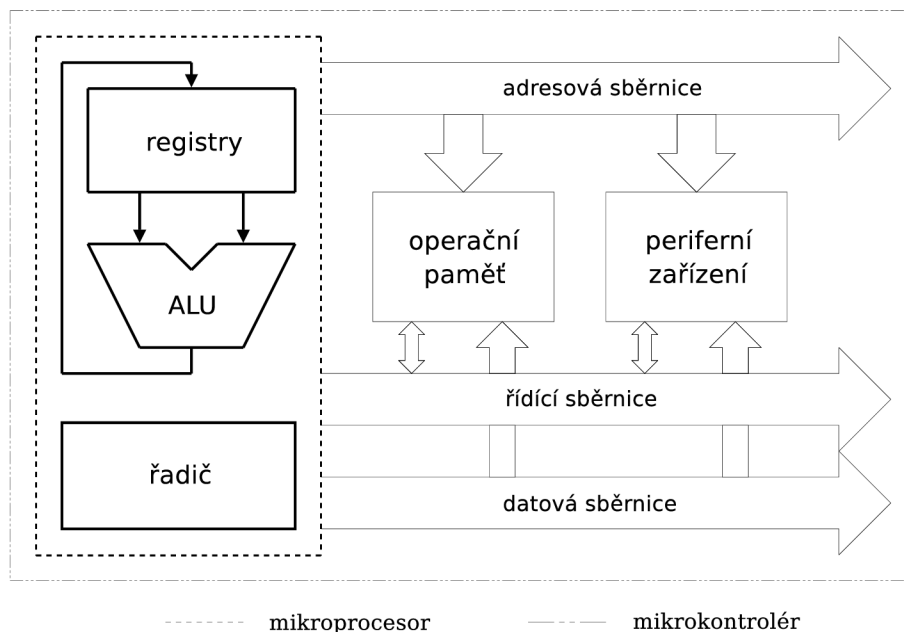 adresová sběrnice
registry
operační
paměť
periferní
zařízení
ALU
řídící sběrnice
řadič
datová sběrnice
mikroprocesor
mikrokontrolér